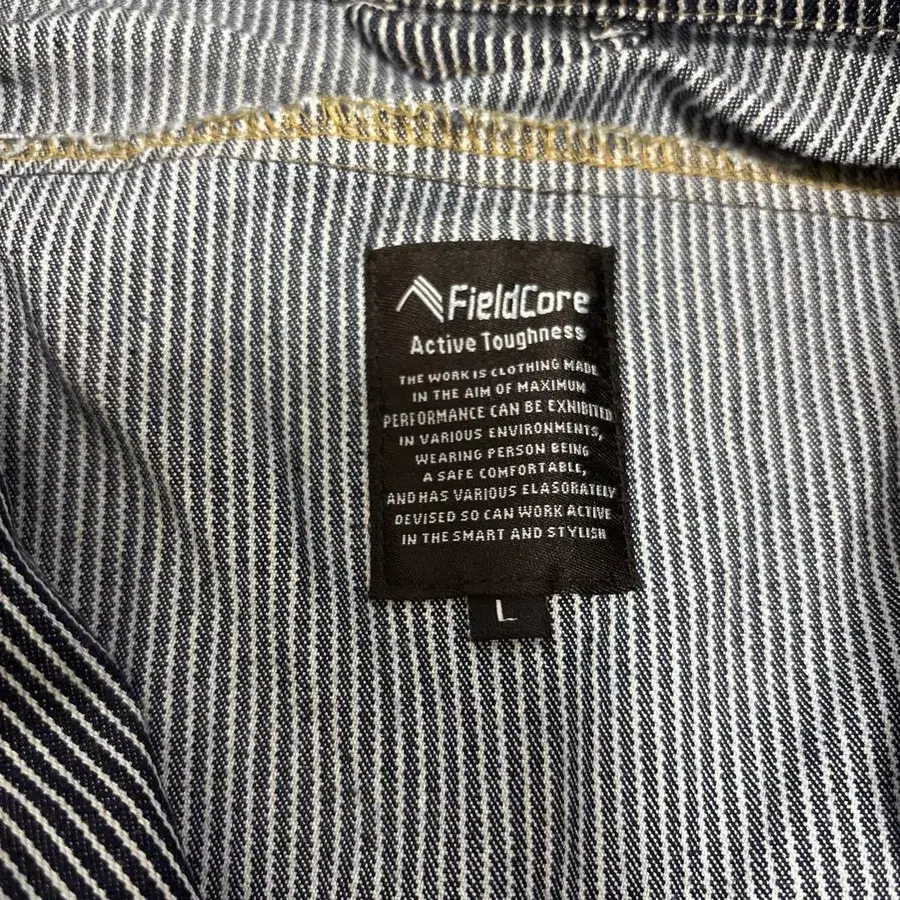 FieldCore
Active Toughness
THE WORK IS CLOTHING MADE
IN THE AIM OF MAXIMUM
PERFORMANCE CAN BE EXNIBITED
IN VARIOUS ENVIRONMENTS,
WEARING PERSON BEING
A SAFE COMFORTABLE,
AND HAS VARIOUS ELASORATELY
DEVISED SO CAN WORK ACTIVE
IN THE SMART AND STYLISH
L